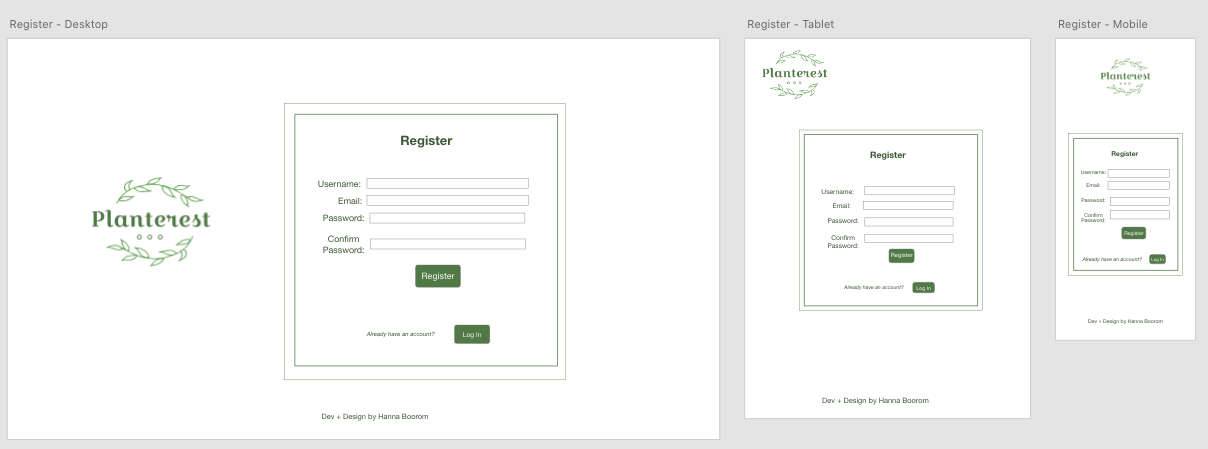 Register - Desktop
Planterest
Register
Username:
Email:
Password:
Confirm
Password:
Register
Already have an account?
Log In
Dev + Design by Hanna Boorom
Register - Tablet
Planterest
Register
Username:
Email:
Password:
Confirm
Password:
Register
Already have an account?
Log In
Dev + Design by Hanna Boorom
Register - Mobile
Planterest
Register
Username:
Email:
Password:
Confirm
Password:
Register
Already have an account?
Log In
Dev + Design by Hanna Boorom